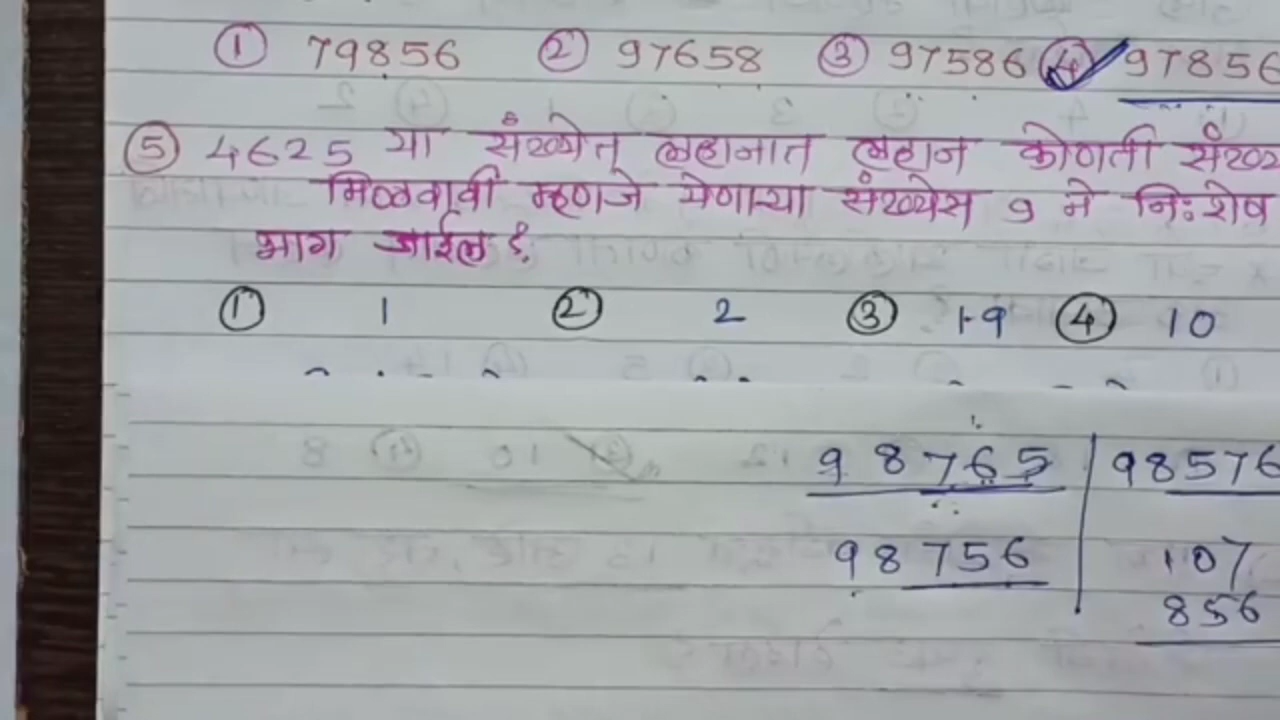 ① 79856 ② 97658 ③ 97586 ④ 97856
⑤ 4625 या संख्येत लहानात लहान कोणती संख्य
मिळवावी म्हणजे येणाऱ्या संख्येस 9 ने नि:शेष
भाग जाईल ?
① 1 ② 2 ③ 19 ④ 10
98765 98576
98756 107
856